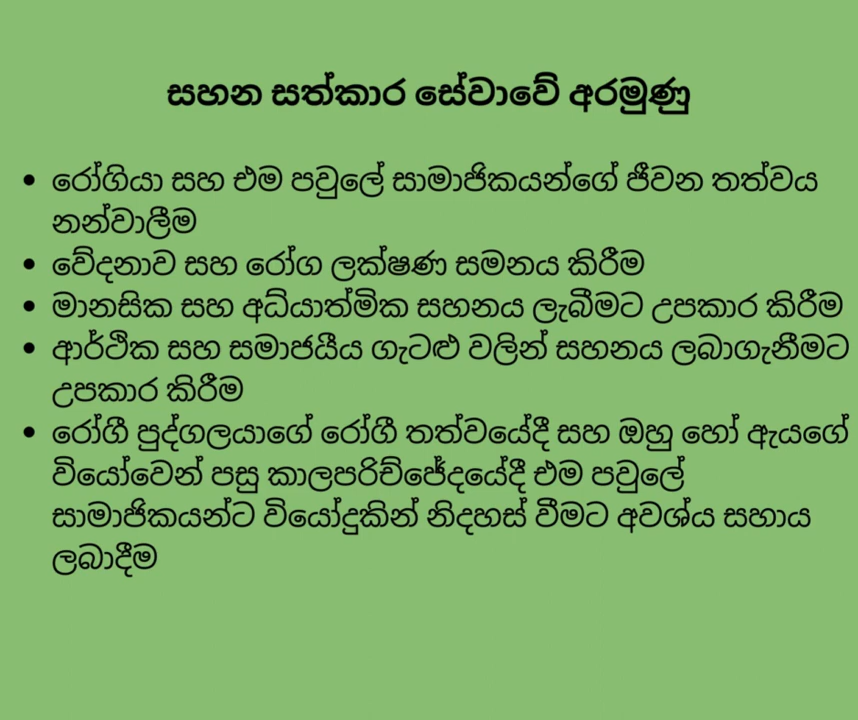 සහන සත්කාර සේවාවේ අරමුණු
• රෝගියා සහ එම පවුලේ සාමාජිකයන්ගේ ජීවන තත්වය
නන්වාලීම
• වේදනාව සහ රෝග ලක්ෂණ සමනය කිරීම
• මානසික සහ අධ්යාත්මික සහනය ලැබීමට උපකාර කිරීම
• ආර්ථික සහ සමාජයීය ගැටළු වලින් සහනය ලබාගැනීමට
උපකාර කිරීම
• රෝගී පුද්ගලයාගේ රෝගී තත්වයේදී සහ ඔහු හෝ ඇයගේ
වියෝවෙන් පසු කාලපරිච්ජේදයේදී එම පවුලේ
සාමාජිකයන්ට වියෝදුකින් නිදහස් වීමට අවශ්ය සහාය
ලබාදීම